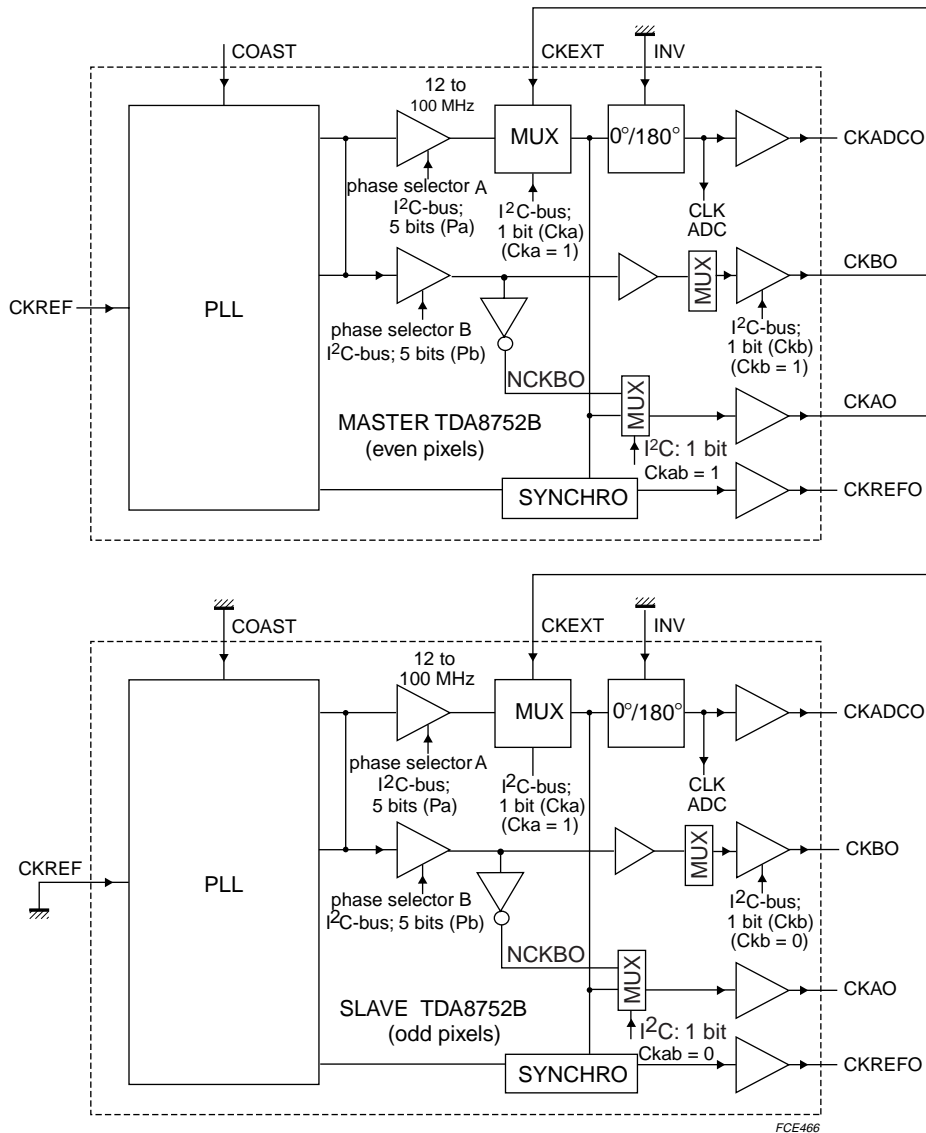 COAST
CKEXT
INV
12 to
100 MHz
MUX
0°/180°
CKADCO
phase selector A
I²C-bus;
5 bits (Pa)
I²C-bus;
1 bit (Cka)
(Cka = 1)
CLK
ADC
CKREF
PLL
MUX
CKBO
phase selector B
I²C-bus; 5 bits (Pb)
I²C-bus;
1 bit (Ckb)
(Ckb = 1)
NCKBO
MUX
CKAO
MASTER TDA8752B
(even pixels)
I²C: 1 bit
Ckab = 1
SYNCHRO
CKREFO
COAST
CKEXT
INV
12 to
100 MHz
MUX
0°/180°
CKADCO
phase selector A
I²C-bus;
5 bits (Pa)
I²C-bus;
1 bit (Cka)
(Cka = 1)
CLK
ADC
CKREF
PLL
MUX
CKBO
phase selector B
I²C-bus; 5 bits (Pb)
I²C-bus;
1 bit (Ckb)
(Ckb = 0)
NCKBO
MUX
CKAO
SLAVE TDA8752B
(odd pixels)
I²C: 1 bit
Ckab = 0
SYNCHRO
CKREFO
FCE466